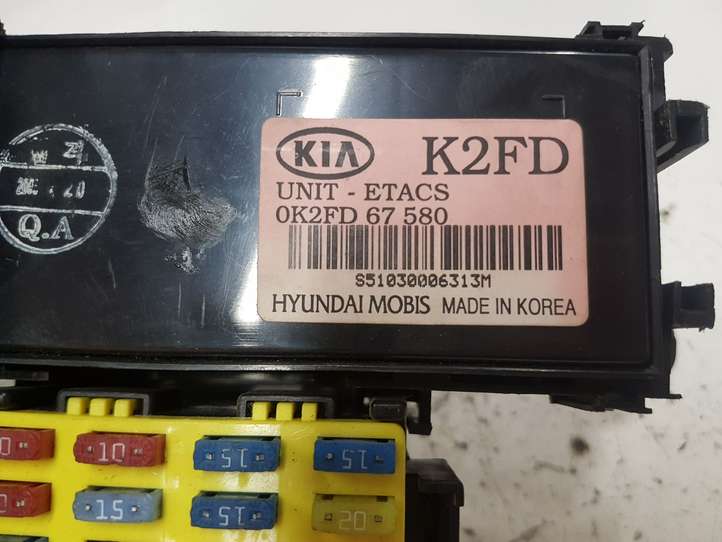 KIA
K2FD
UNIT - ETACS
0K2FD 67 580
S51030006313M
HYUNDAI MOBIS MADE IN KOREA
Q.A
10 15 15
15 15 20